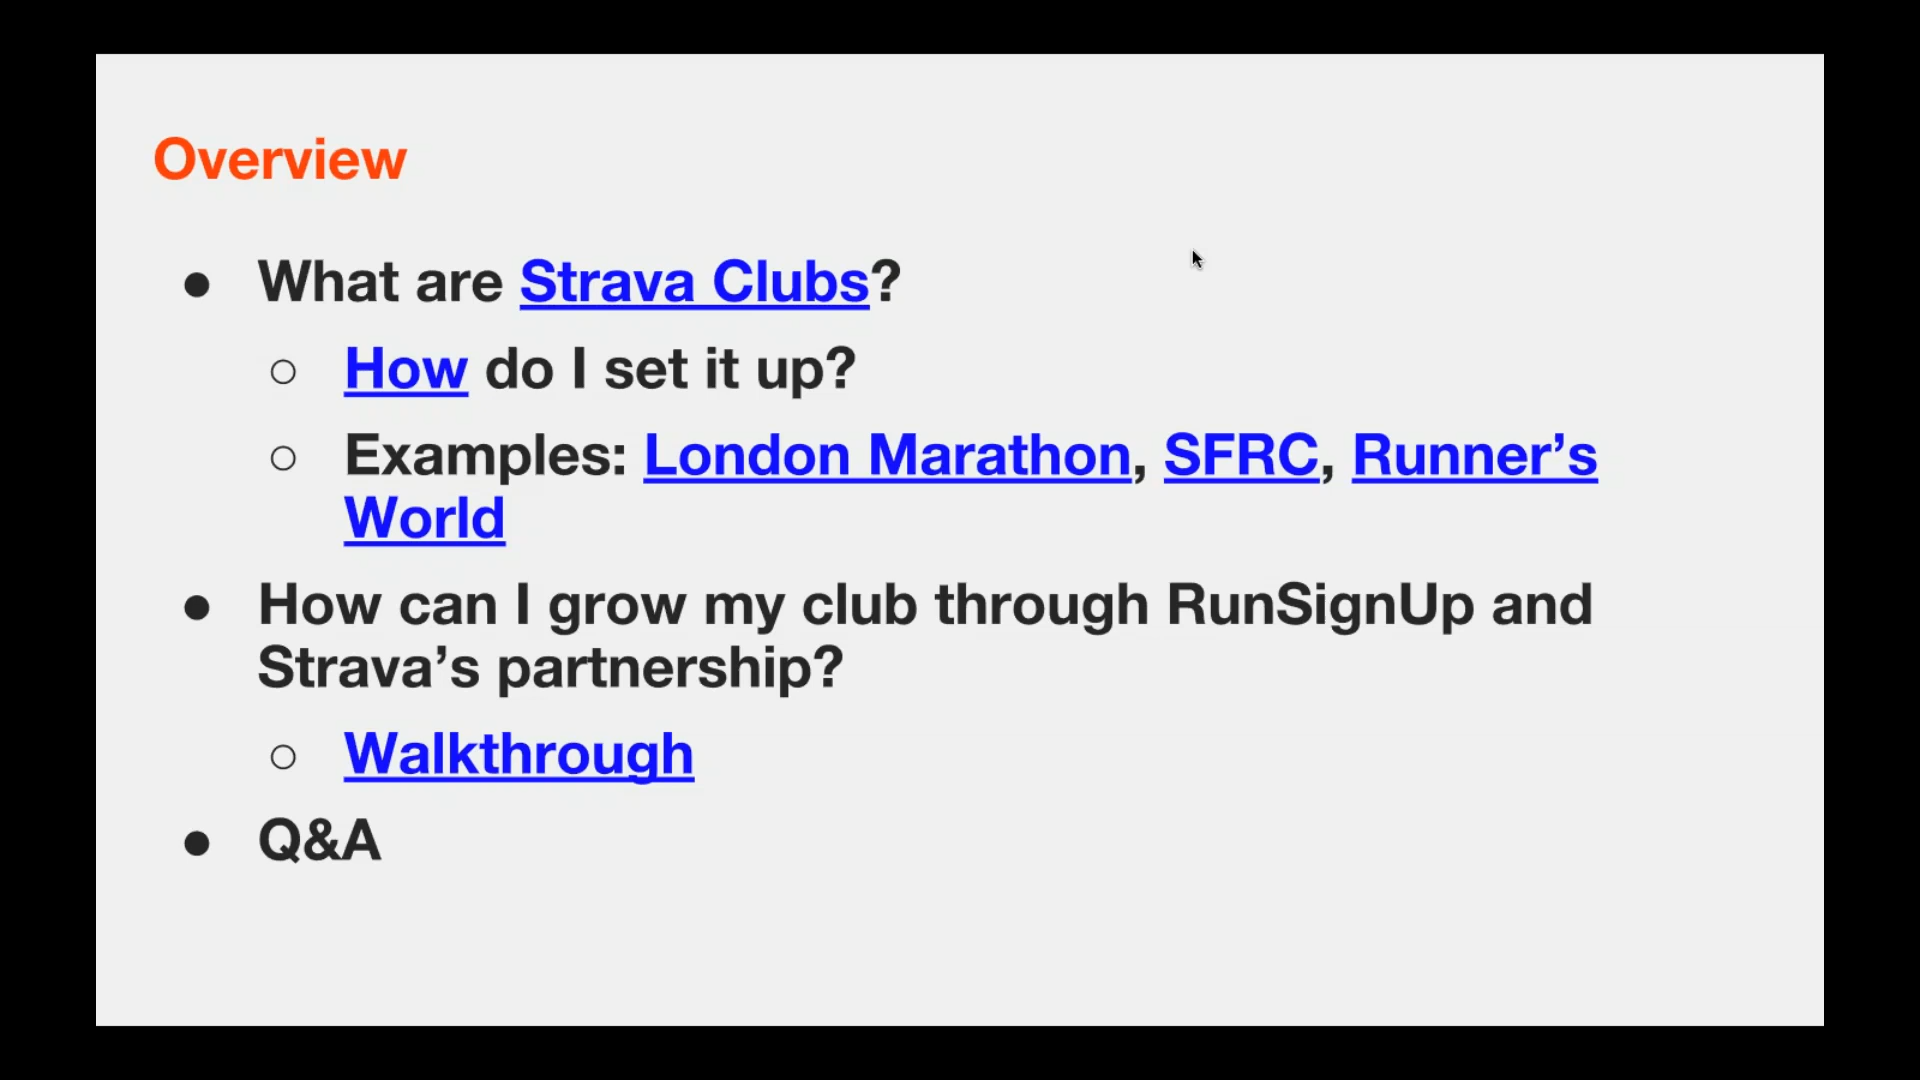 Overview
● What are Strava Clubs?
○ How do I set it up?
○ Examples: London Marathon, SFRC, Runner’s
World
● How can I grow my club through RunSignUp and
Strava’s partnership?
○ Walkthrough
● Q&A